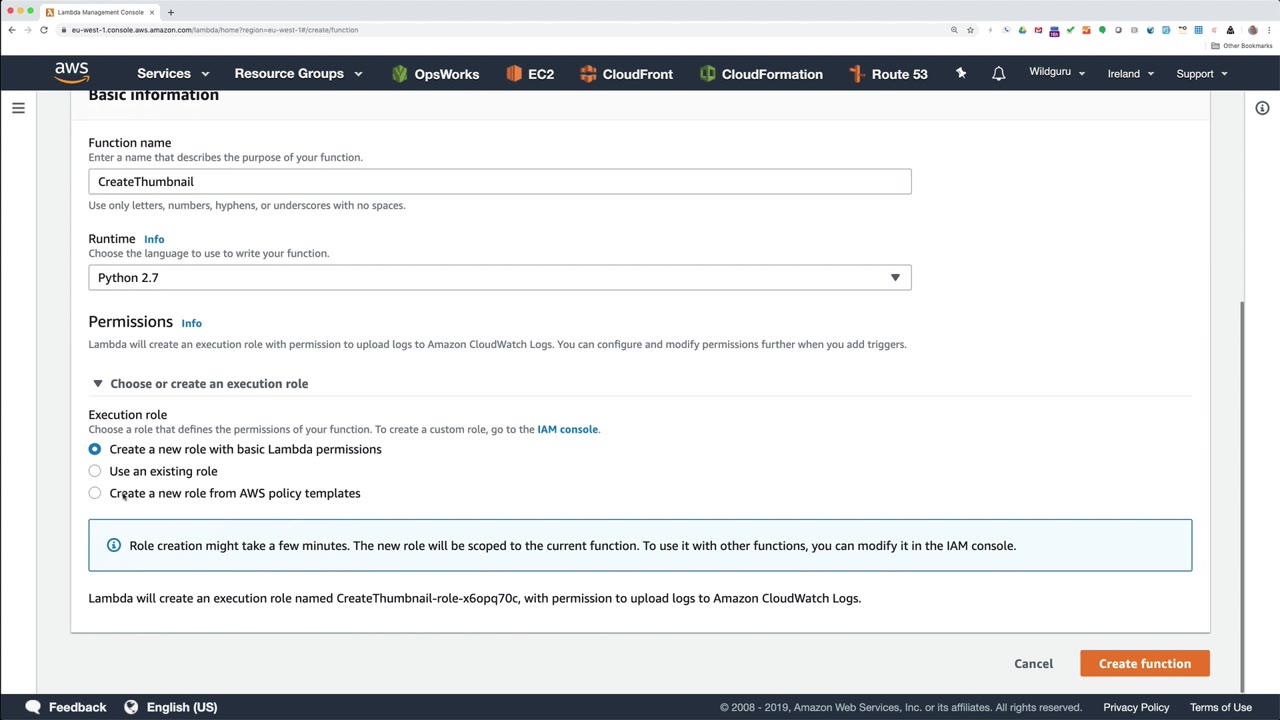 Lambda Management Console
eu-west-1.console.aws.amazon.com/lambda/home?region=eu-west-1#/create/function
Other Bookmarks
aws Services Resource Groups OpsWorks EC2 CloudFront CloudFormation Route 53 Wildguru Ireland Support
Basic information
Function name
Enter a name that describes the purpose of your function.
CreateThumbnail
Use only letters, numbers, hyphens, or underscores with no spaces.
Runtime Info
Choose the language to use to write your function.
Python 2.7
Permissions Info
Lambda will create an execution role with permission to upload logs to Amazon CloudWatch Logs. You can configure and modify permissions further when you add triggers.
Choose or create an execution role
Execution role
Choose a role that defines the permissions of your function. To create a custom role, go to the IAM console.
Create a new role with basic Lambda permissions
Use an existing role
Create a new role from AWS policy templates
Role creation might take a few minutes. The new role will be scoped to the current function. To use it with other functions, you can modify it in the IAM console.
Lambda will create an execution role named CreateThumbnail-role-x6opq70c, with permission to upload logs to Amazon CloudWatch Logs.
Cancel Create function
Feedback English (US) © 2008 - 2019, Amazon Web Services, Inc. or its affiliates. All rights reserved. Privacy Policy Terms of Use